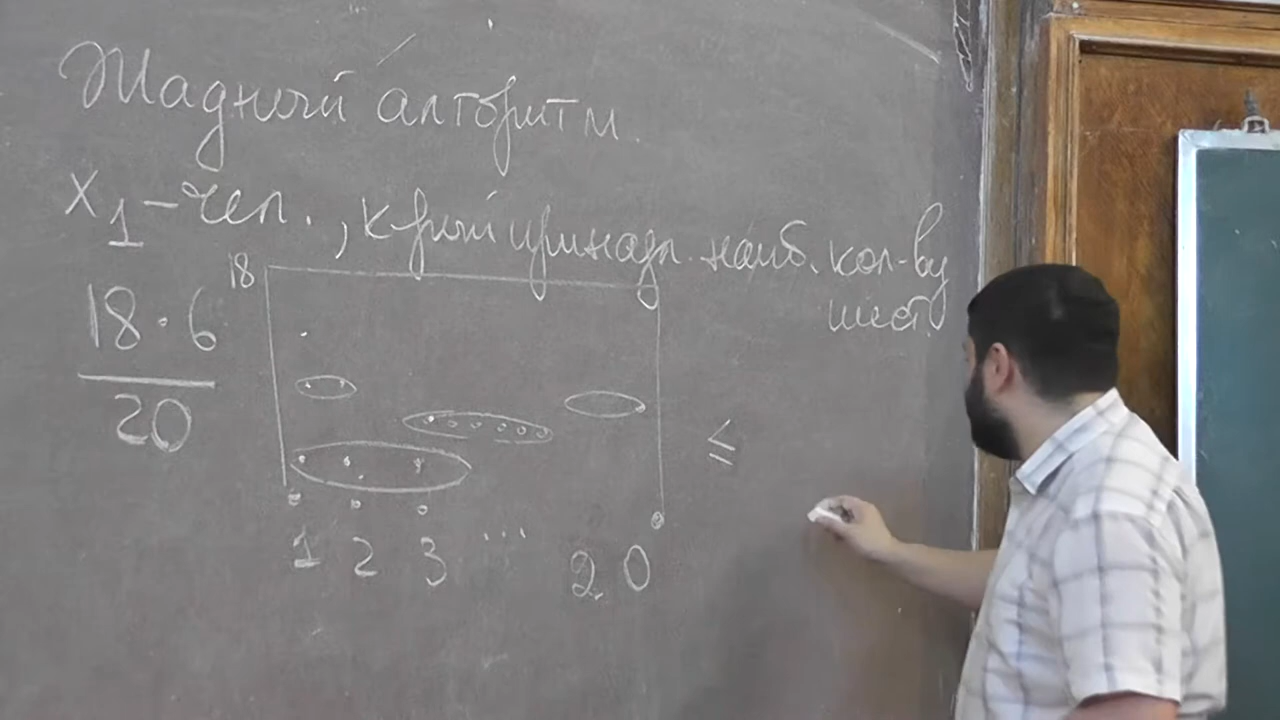 Жадный алгоритм.
x₁ – чел., к-рый принадл. наиб. кол-ву
шест.
18
18 · 6
20
≤
1 2 3 ... 20